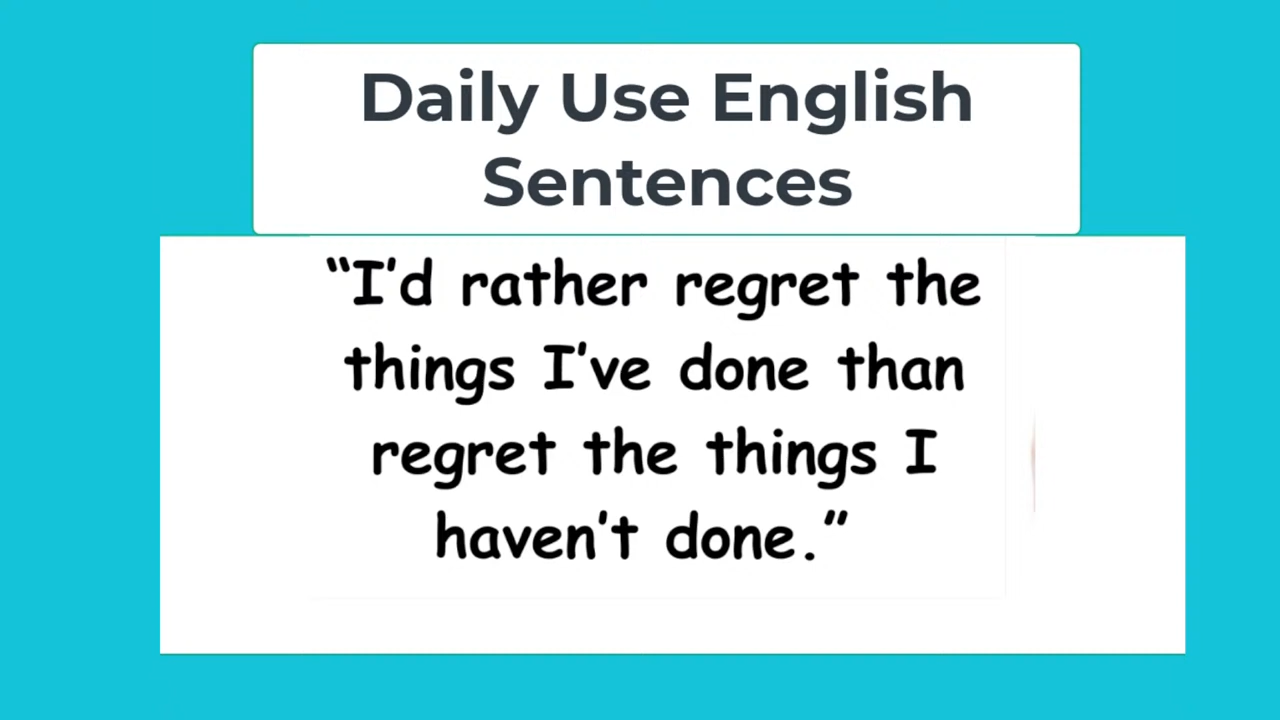 Daily Use English
Sentences
“I’d rather regret the
things I’ve done than
regret the things I
haven’t done.”